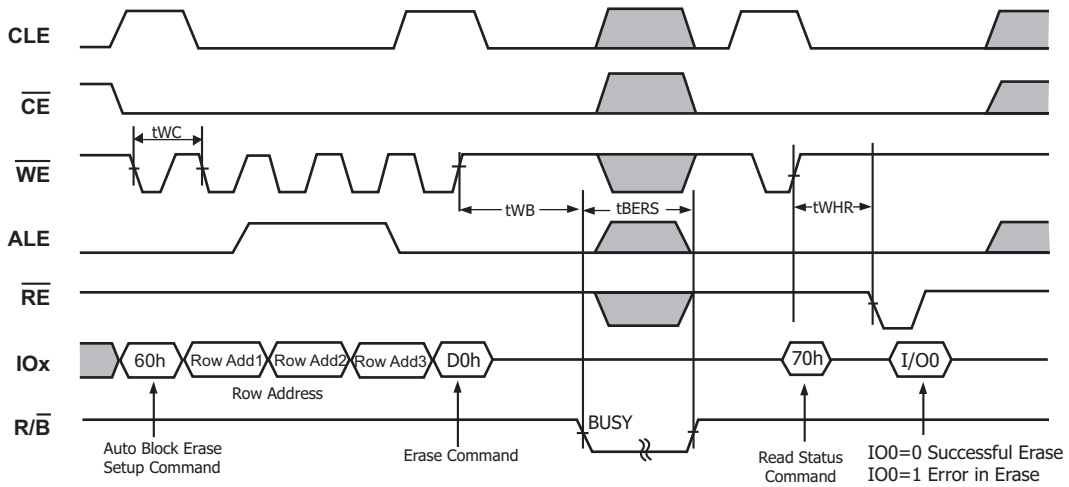 CLE
CE
tWC
WE
tWB
tBERS
tWHR
ALE
RE
IOx
60h
Row Add1
Row Add2
Row Add3
D0h
70h
I/O0
Row Address
R/B
BUSY
Auto Block Erase
Setup Command
Erase Command
Read Status
Command
IO0=0 Successful Erase
IO0=1 Error in Erase